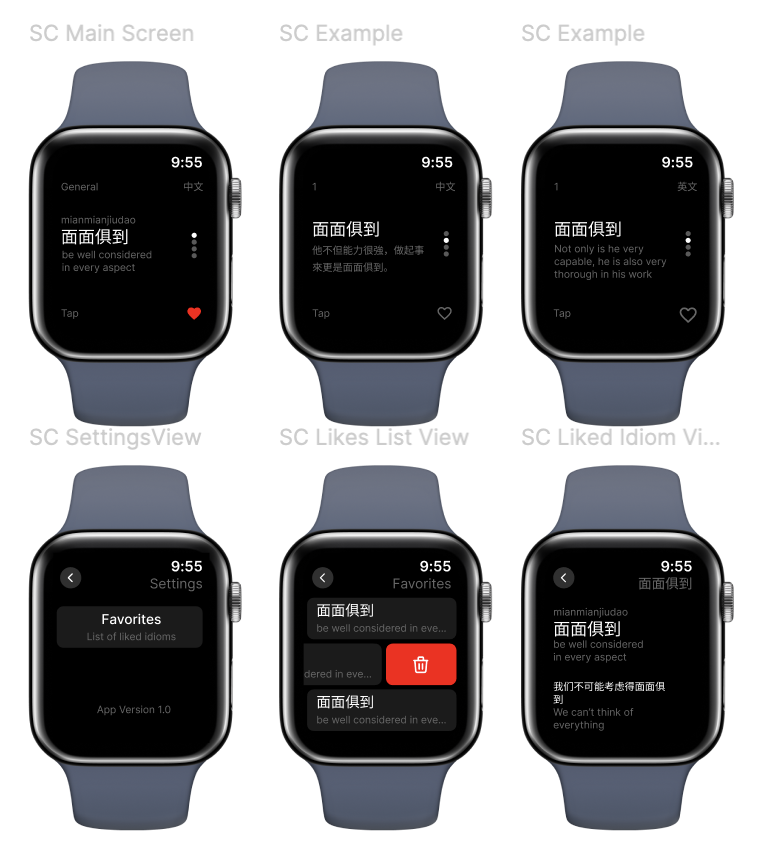 SC Main Screen
9:55
General
中文
mianmianjiudao
面面俱到
be well considered
in every aspect
Tap
SC Example
9:55
1
中文
面面俱到
他不但能力很強，做起事
來更是面面俱到。
Tap
SC Example
9:55
1
英文
面面俱到
Not only is he very
capable, he is also very
thorough in his work
Tap
SC SettingsView
9:55
Settings
Favorites
List of liked idioms
App Version 1.0
SC Likes List View
9:55
Favorites
面面俱到
be well considered in eve...
dered in eve...
面面俱到
be well considered in eve...
SC Liked Idiom Vi...
9:55
面面俱到
mianmianjiudao
面面俱到
be well considered
in every aspect
我们不可能考虑得面面俱
到
We can't think of
everything